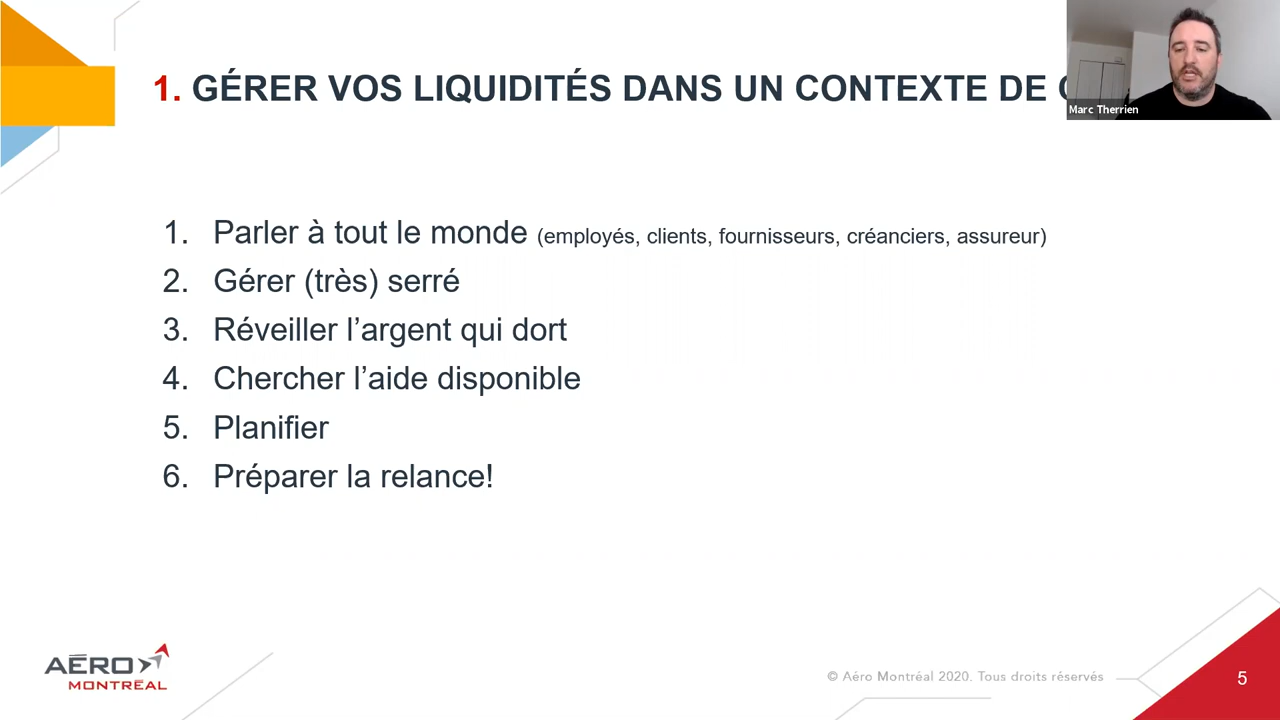 1. GÉRER VOS LIQUIDITÉS DANS UN CONTEXTE DE
Marc Therrien
1. Parler à tout le monde (employés, clients, fournisseurs, créanciers, assureur)
2. Gérer (très) serré
3. Réveiller l’argent qui dort
4. Chercher l’aide disponible
5. Planifier
6. Préparer la relance!
AÉRO
MONTRÉAL
© Aéro Montréal 2020. Tous droits réservés
5